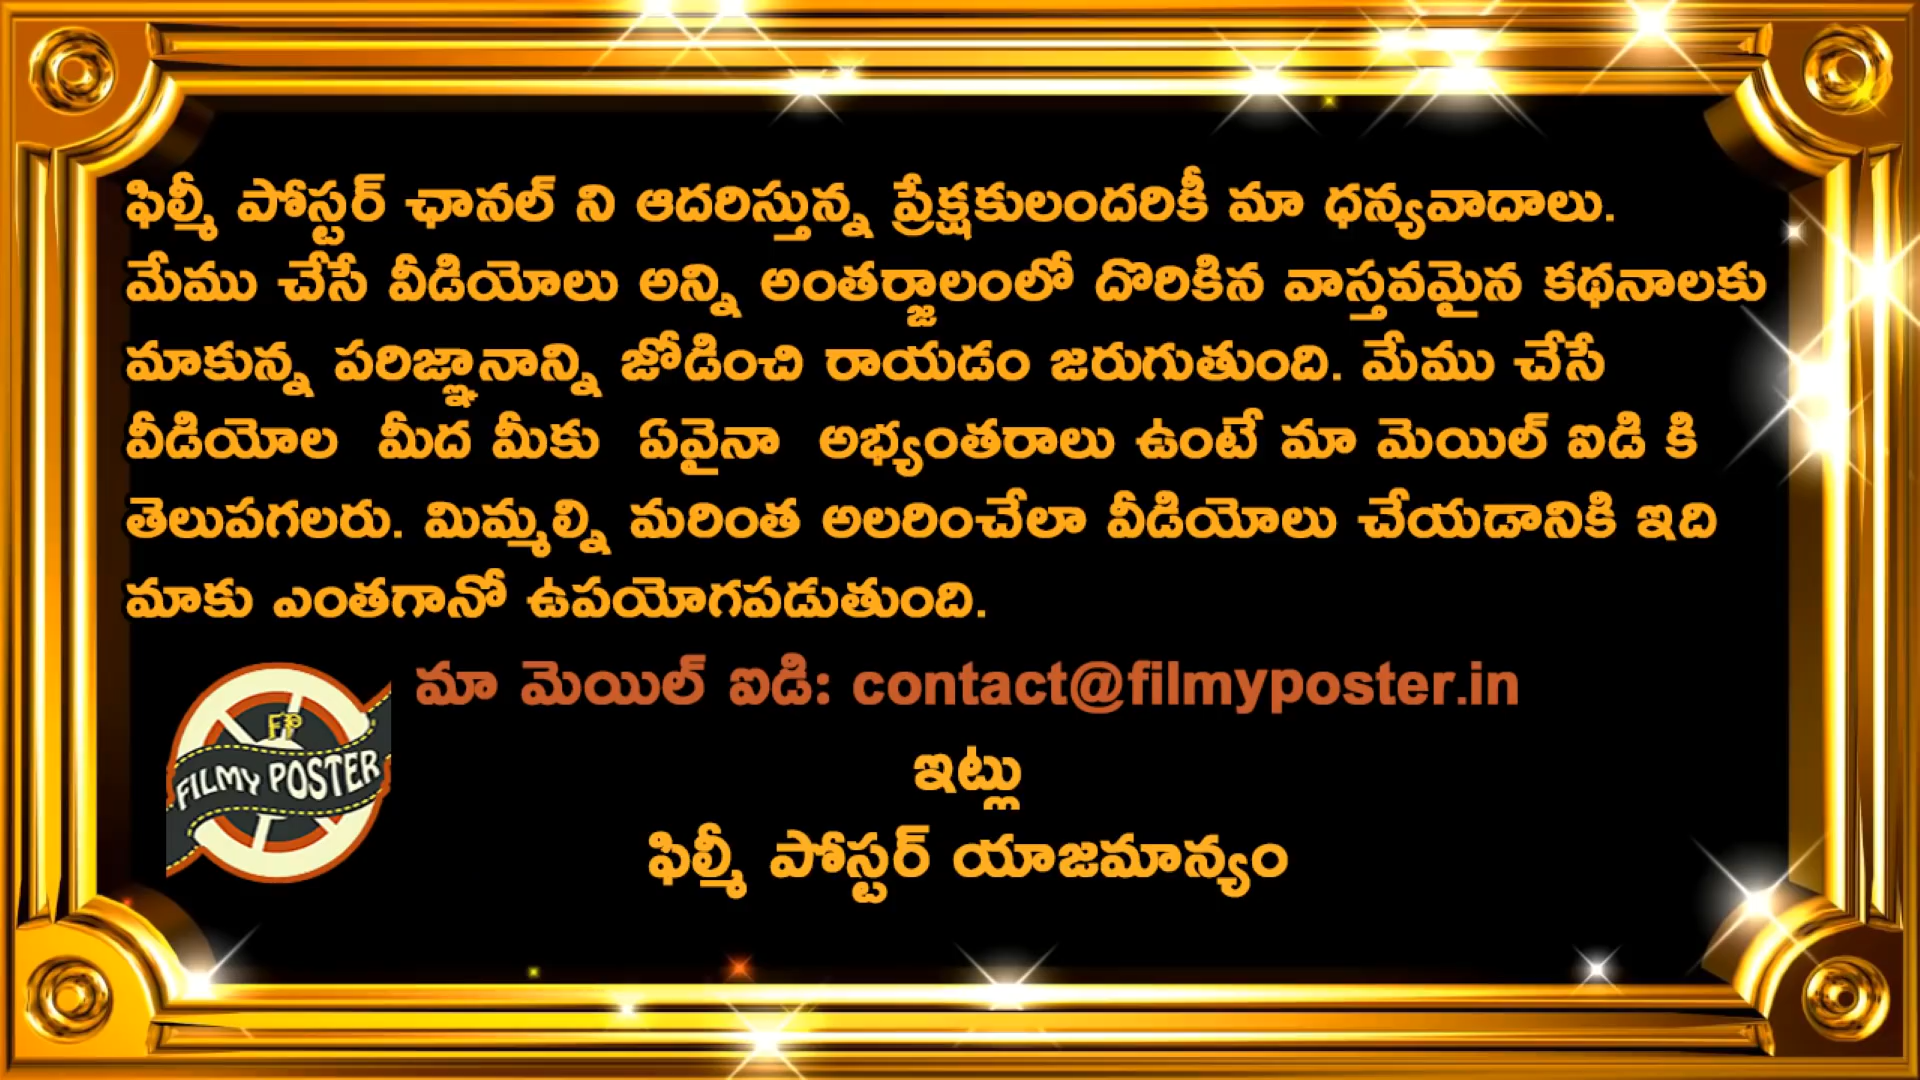 ఫిల్మీ పోస్టర్ ఛానల్ ని ఆదరిస్తున్న ప్రేక్షకులందరికీ మా ధన్యవాదాలు.
మేము చేసే వీడియోలు అన్ని అంతర్జాలంలో దొరికిన వాస్తవమైన కథనాలకు
మాకున్న పరిజ్ఞానాన్ని జోడించి రాయడం జరుగుతుంది. మేము చేసే
వీడియోల మీద మీకు ఏవైనా అభ్యంతరాలు ఉంటే మా మెయిల్ ఐడి కి
తెలుపగలరు. మిమ్మల్ని మరింత అలరించేలా వీడియోలు చేయడానికి ఇది
మాకు ఎంతగానో ఉపయోగపడుతుంది.
మా మెయిల్ ఐడి: contact@filmyposter.in
FP
FILMY POSTER
ఇట్లు
ఫిల్మీ పోస్టర్ యాజమాన్యం